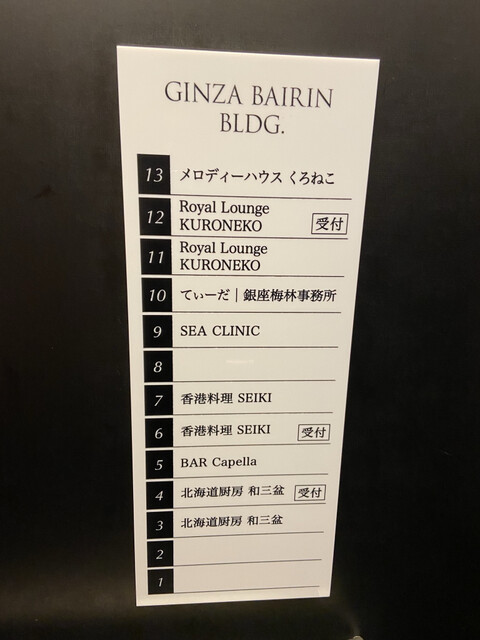 GINZA BAIRIN
BLDG.
13 メロディーハウス くろねこ
12 Royal Lounge
KURONEKO 受付
11 Royal Lounge
KURONEKO
10 てぃーだ｜銀座梅林事務所
9 SEA CLINIC
8
7 香港料理 SEIKI
6 香港料理 SEIKI 受付
5 BAR Capella
4 北海道厨房 和三盆 受付
3 北海道厨房 和三盆
2
1